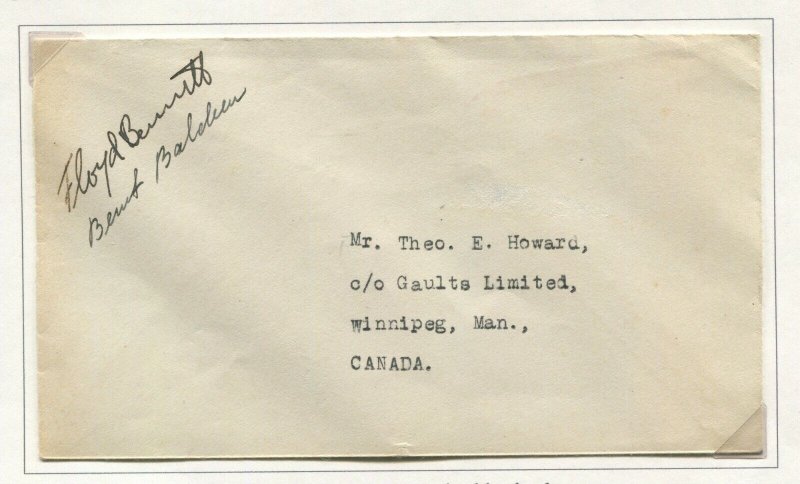 Floyd Bennett
Bernt Balchen
Mr. Theo. E. Howard,
c/o Gaults Limited,
Winnipeg, Man.,
CANADA.